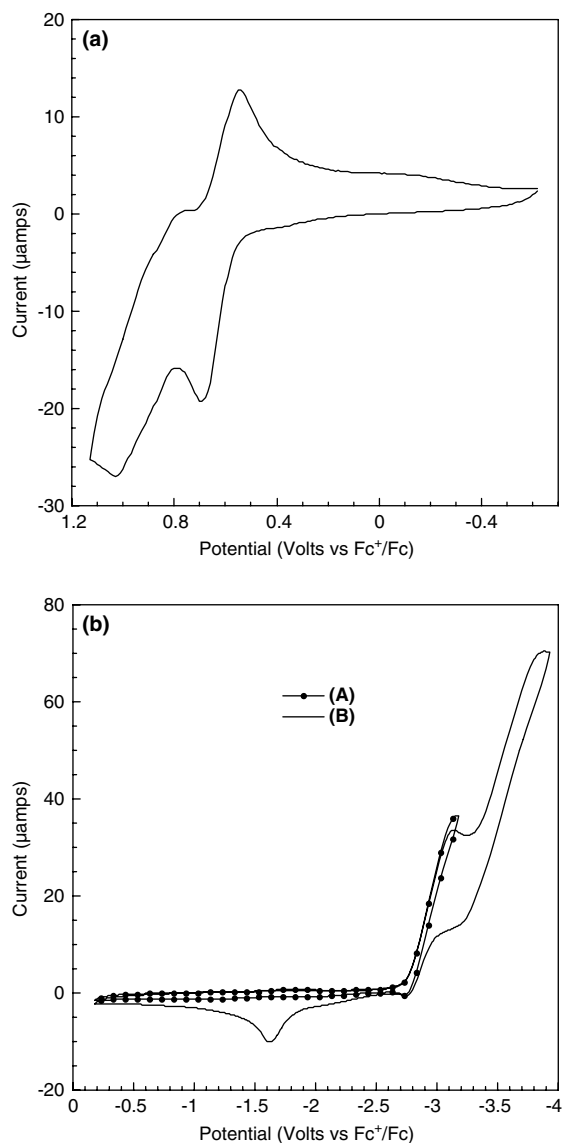 (a)
20
10
0
-10
-20
-30
Current (µamps)
1.2 0.8 0.4 0 -0.4
Potential (Volts vs Fc⁺/Fc)
(b)
80
60
40
20
0
-20
Current (µamps)
(A)
(B)
0 -0.5 -1 -1.5 -2 -2.5 -3 -3.5 -4
Potential (Volts vs Fc⁺/Fc)